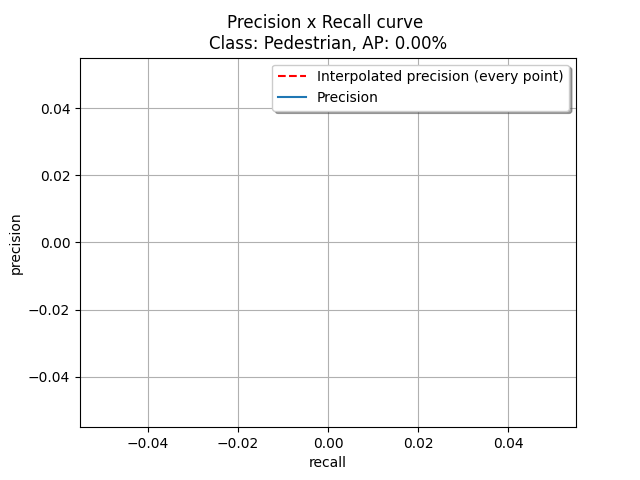 Precision x Recall curve
Class: Pedestrian, AP: 0.00%
Interpolated precision (every point)
Precision
0.04
0.02
0.00
−0.02
−0.04
precision
−0.04
−0.02
0.00
0.02
0.04
recall